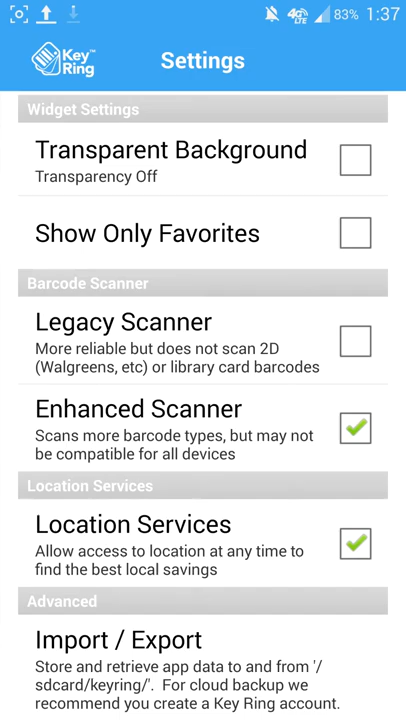 4G LTE 83% 1:37
Key Ring™
Settings
Widget Settings
Transparent Background
Transparency Off
Show Only Favorites
Barcode Scanner
Legacy Scanner
More reliable but does not scan 2D
(Walgreens, etc) or library card barcodes
Enhanced Scanner
Scans more barcode types, but may not
be compatible for all devices
Location Services
Location Services
Allow access to location at any time to
find the best local savings
Advanced
Import / Export
Store and retrieve app data to and from '/
sdcard/keyring/'.  For cloud backup we
recommend you create a Key Ring account.